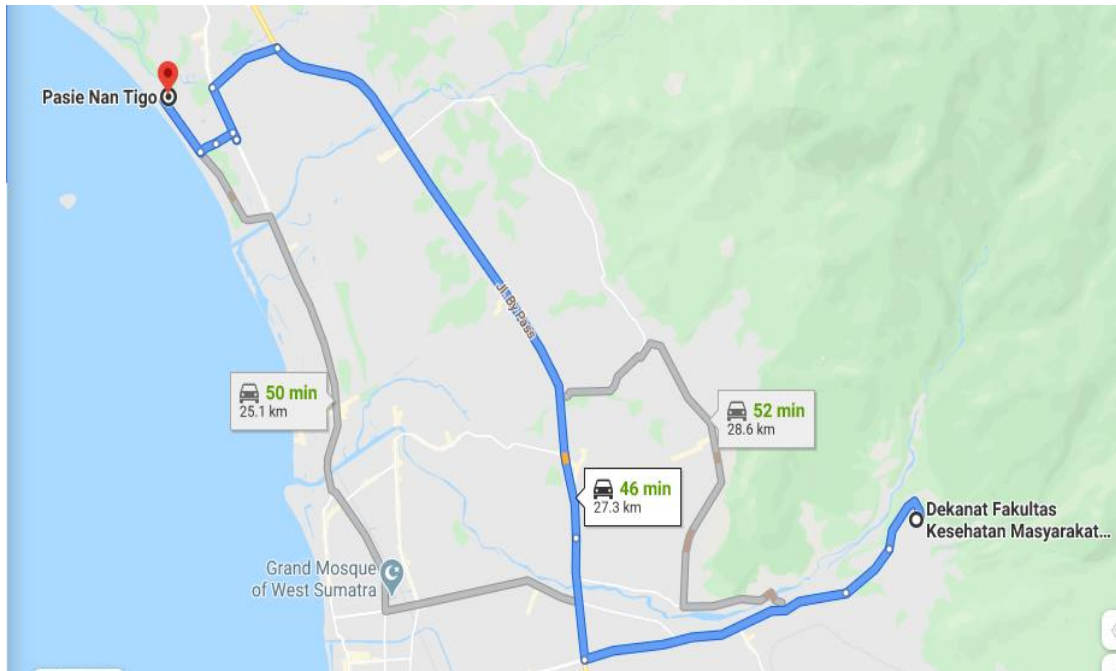 Pasie Nan Tigo
Jl. By Pass
50 min
25.1 km
52 min
28.6 km
46 min
27.3 km
Dekanat Fakultas
Kesehatan Masyarakat...
Grand Mosque
of West Sumatra